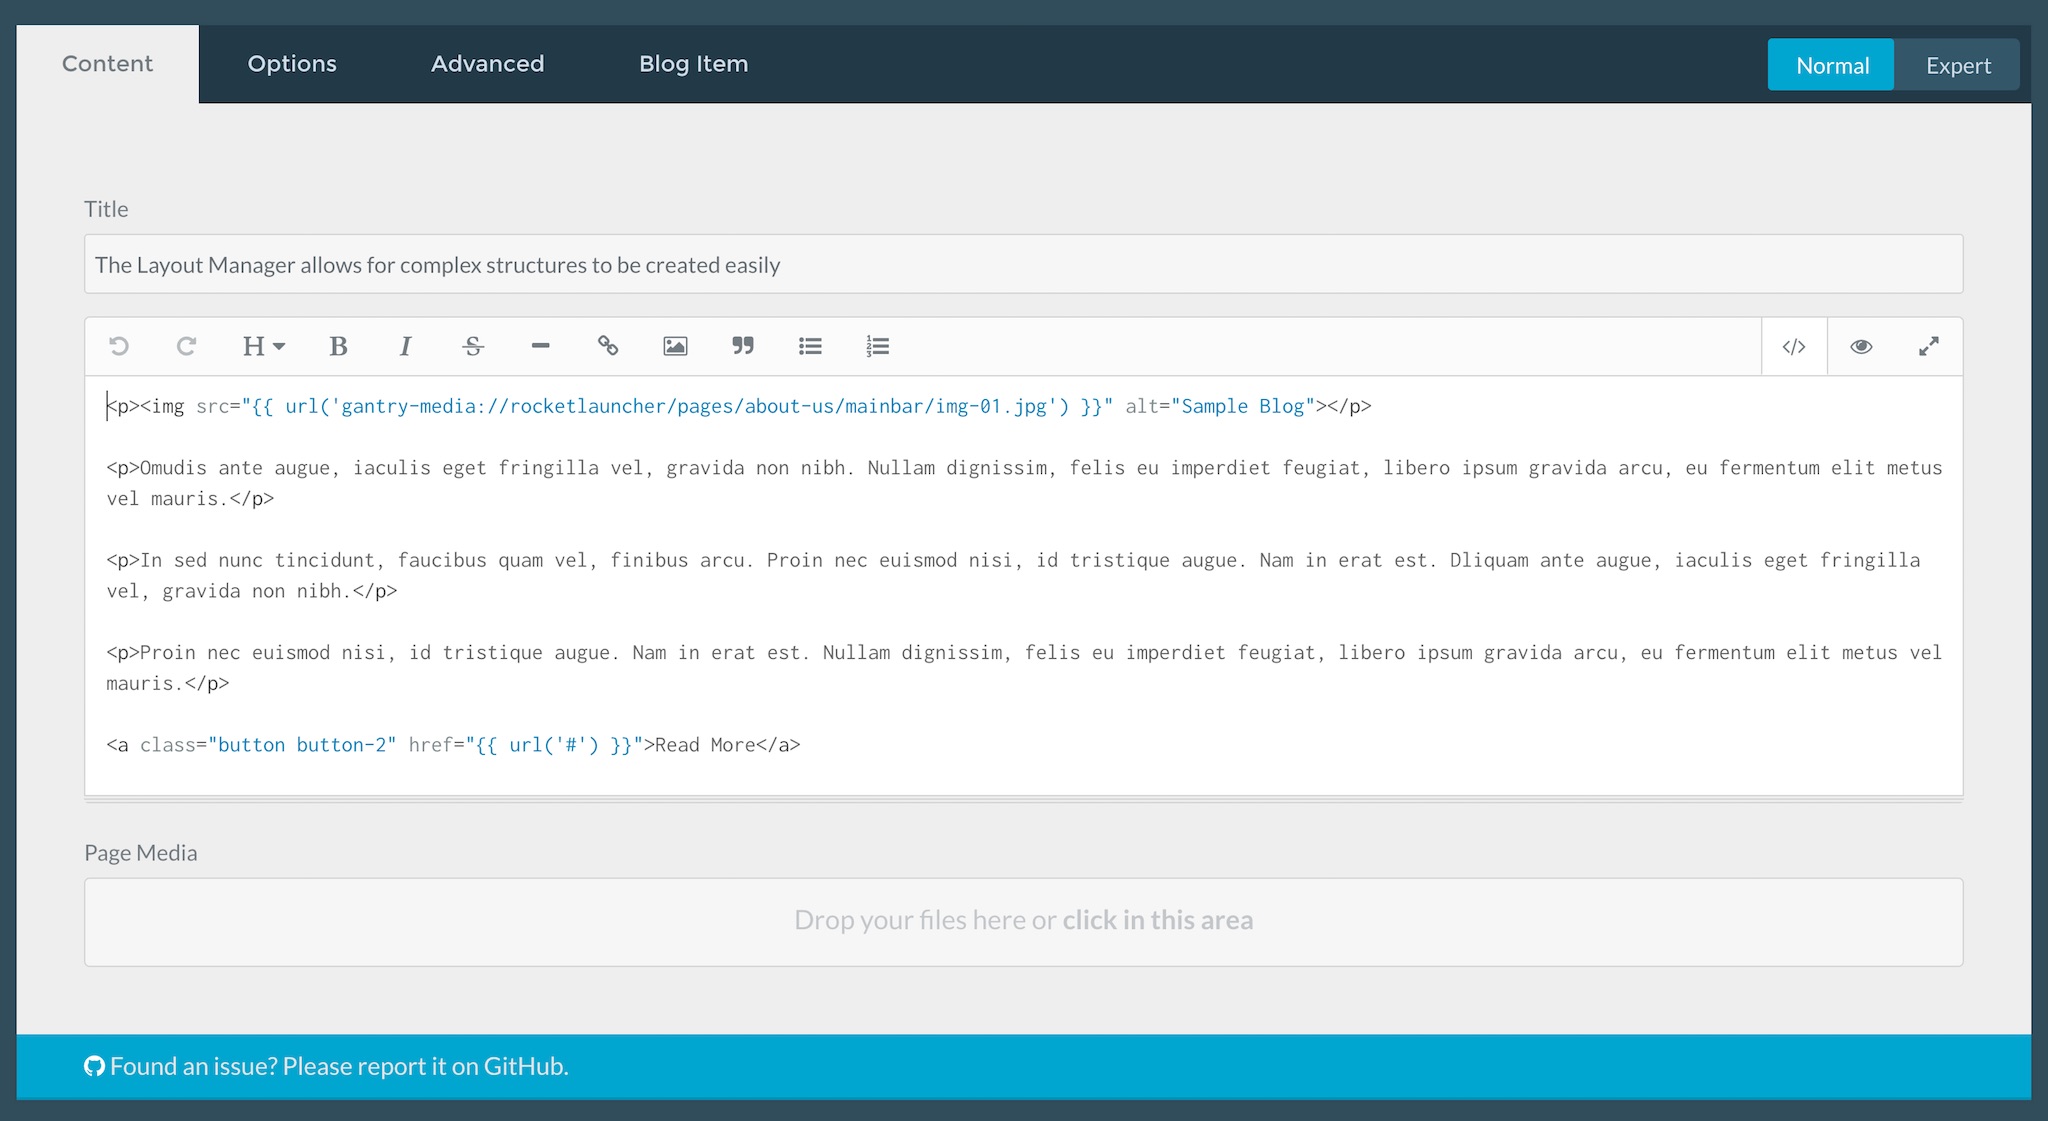 Content Options Advanced Blog Item Normal Expert
Title
The Layout Manager allows for complex structures to be created easily
H B I S
<p><img src="{{ url('gantry-media://rocketlauncher/pages/about-us/mainbar/img-01.jpg') }}" alt="Sample Blog"></p>
<p>Omudis ante augue, iaculis eget fringilla vel, gravida non nibh. Nullam dignissim, felis eu imperdiet feugiat, libero ipsum gravida arcu, eu fermentum elit metus
vel mauris.</p>
<p>In sed nunc tincidunt, faucibus quam vel, finibus arcu. Proin nec euismod nisi, id tristique augue. Nam in erat est. Dliquam ante augue, iaculis eget fringilla
vel, gravida non nibh.</p>
<p>Proin nec euismod nisi, id tristique augue. Nam in erat est. Nullam dignissim, felis eu imperdiet feugiat, libero ipsum gravida arcu, eu fermentum elit metus vel
mauris.</p>
<a class="button button-2" href="{{ url('#') }}">Read More</a>
Page Media
Drop your files here or click in this area
Found an issue? Please report it on GitHub.